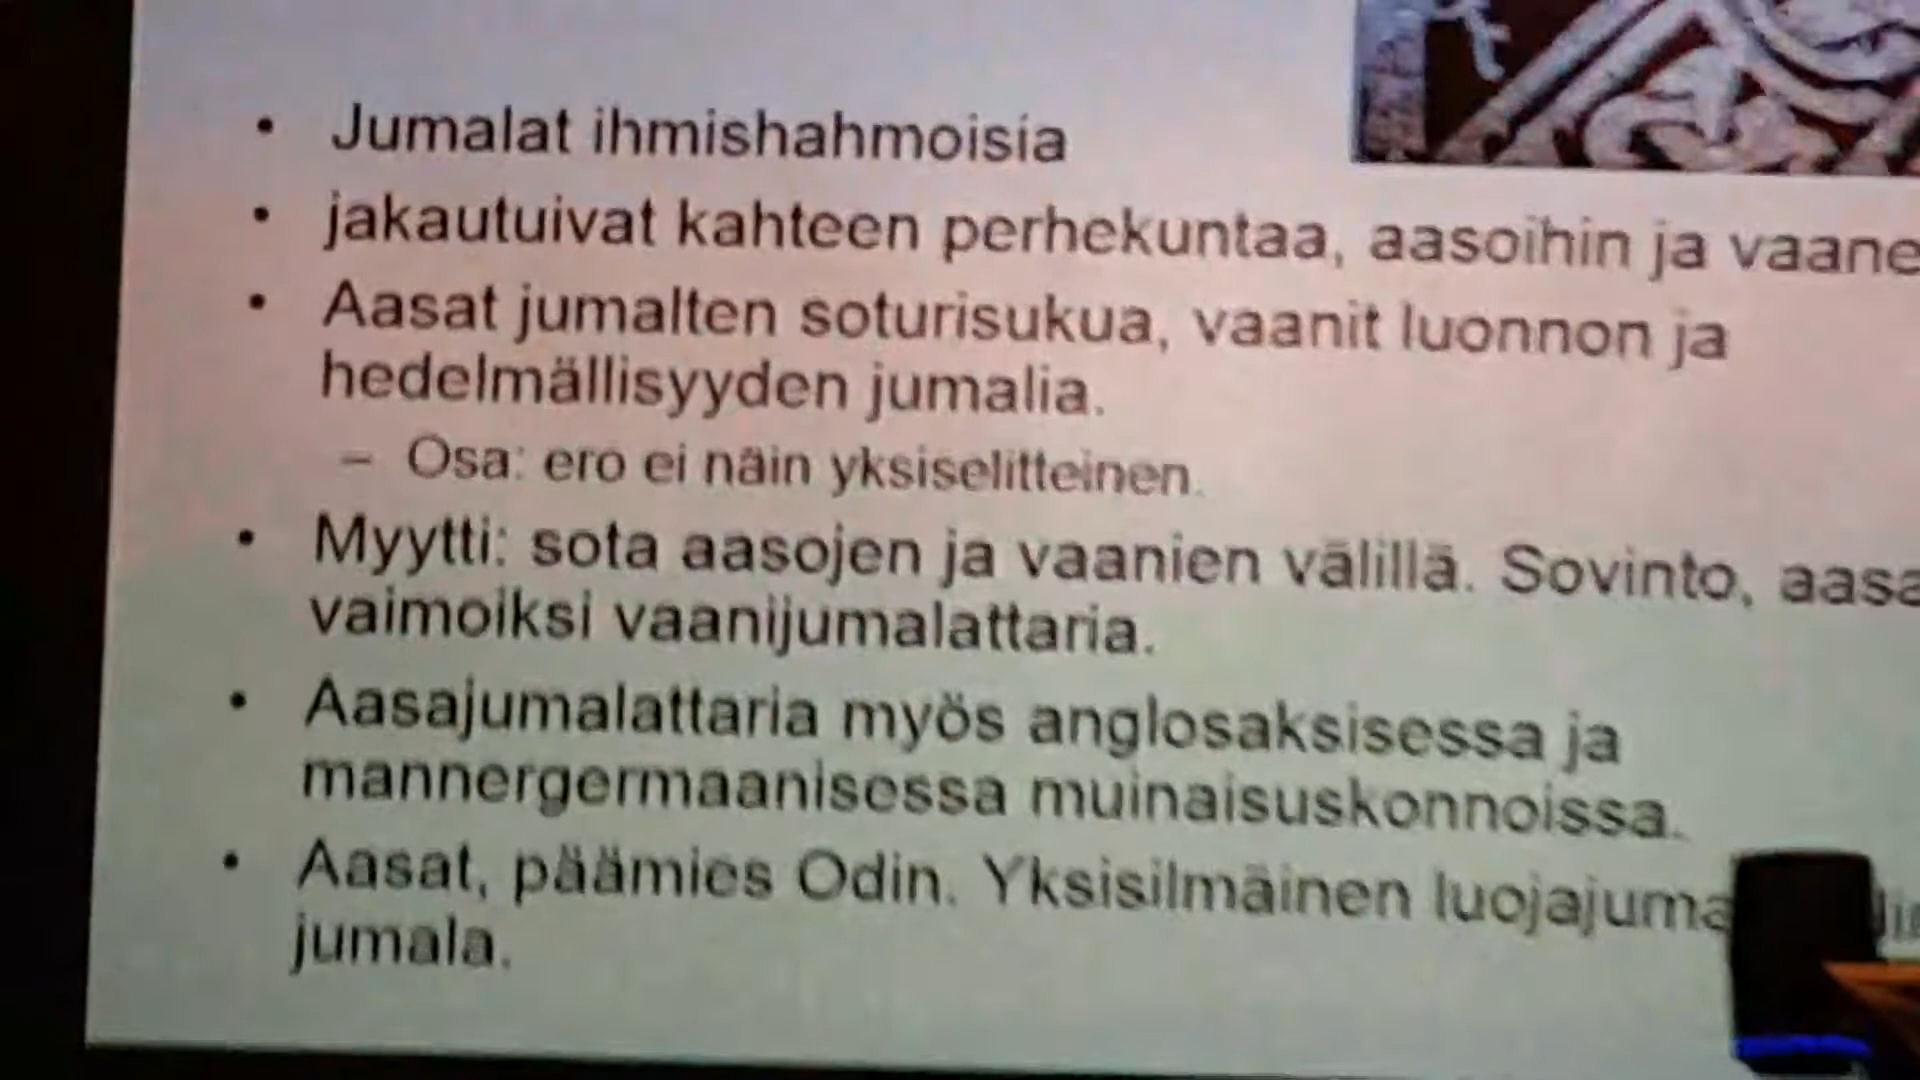 • Jumalat ihmishahmoisia
• jakautuivat kahteen perhekuntaa, aasoihin ja
• Aasat jumalten soturisukua, vaanit luonnon ja
hedelmällisyyden jumalia.
– Osa: ero ei näin yksiselitteinen.
• Myytti: sota aasojen ja vaanien välillä. Sovinto,
vaimoiksi vaanijumalattaria.
• Aasajumalattaria myös anglosaksisessa ja
mannergermaanisessa muinaisuskonnoissa.
• Aasat, päämies Odin. Yksisilmäinen
jumala.